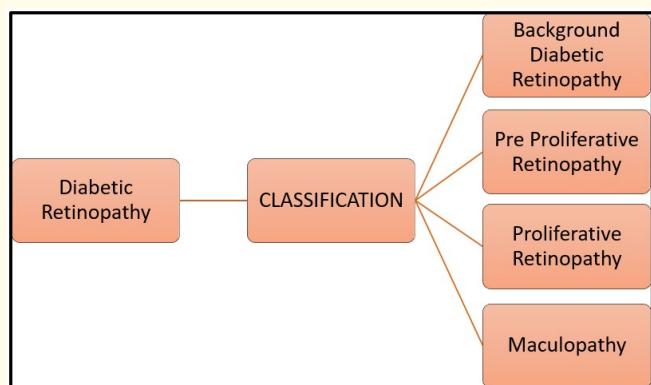 Diabetic
Retinopathy
CLASSIFICATION
Background
Diabetic
Retinopathy
Pre Proliferative
Retinopathy
Proliferative
Retinopathy
Maculopathy